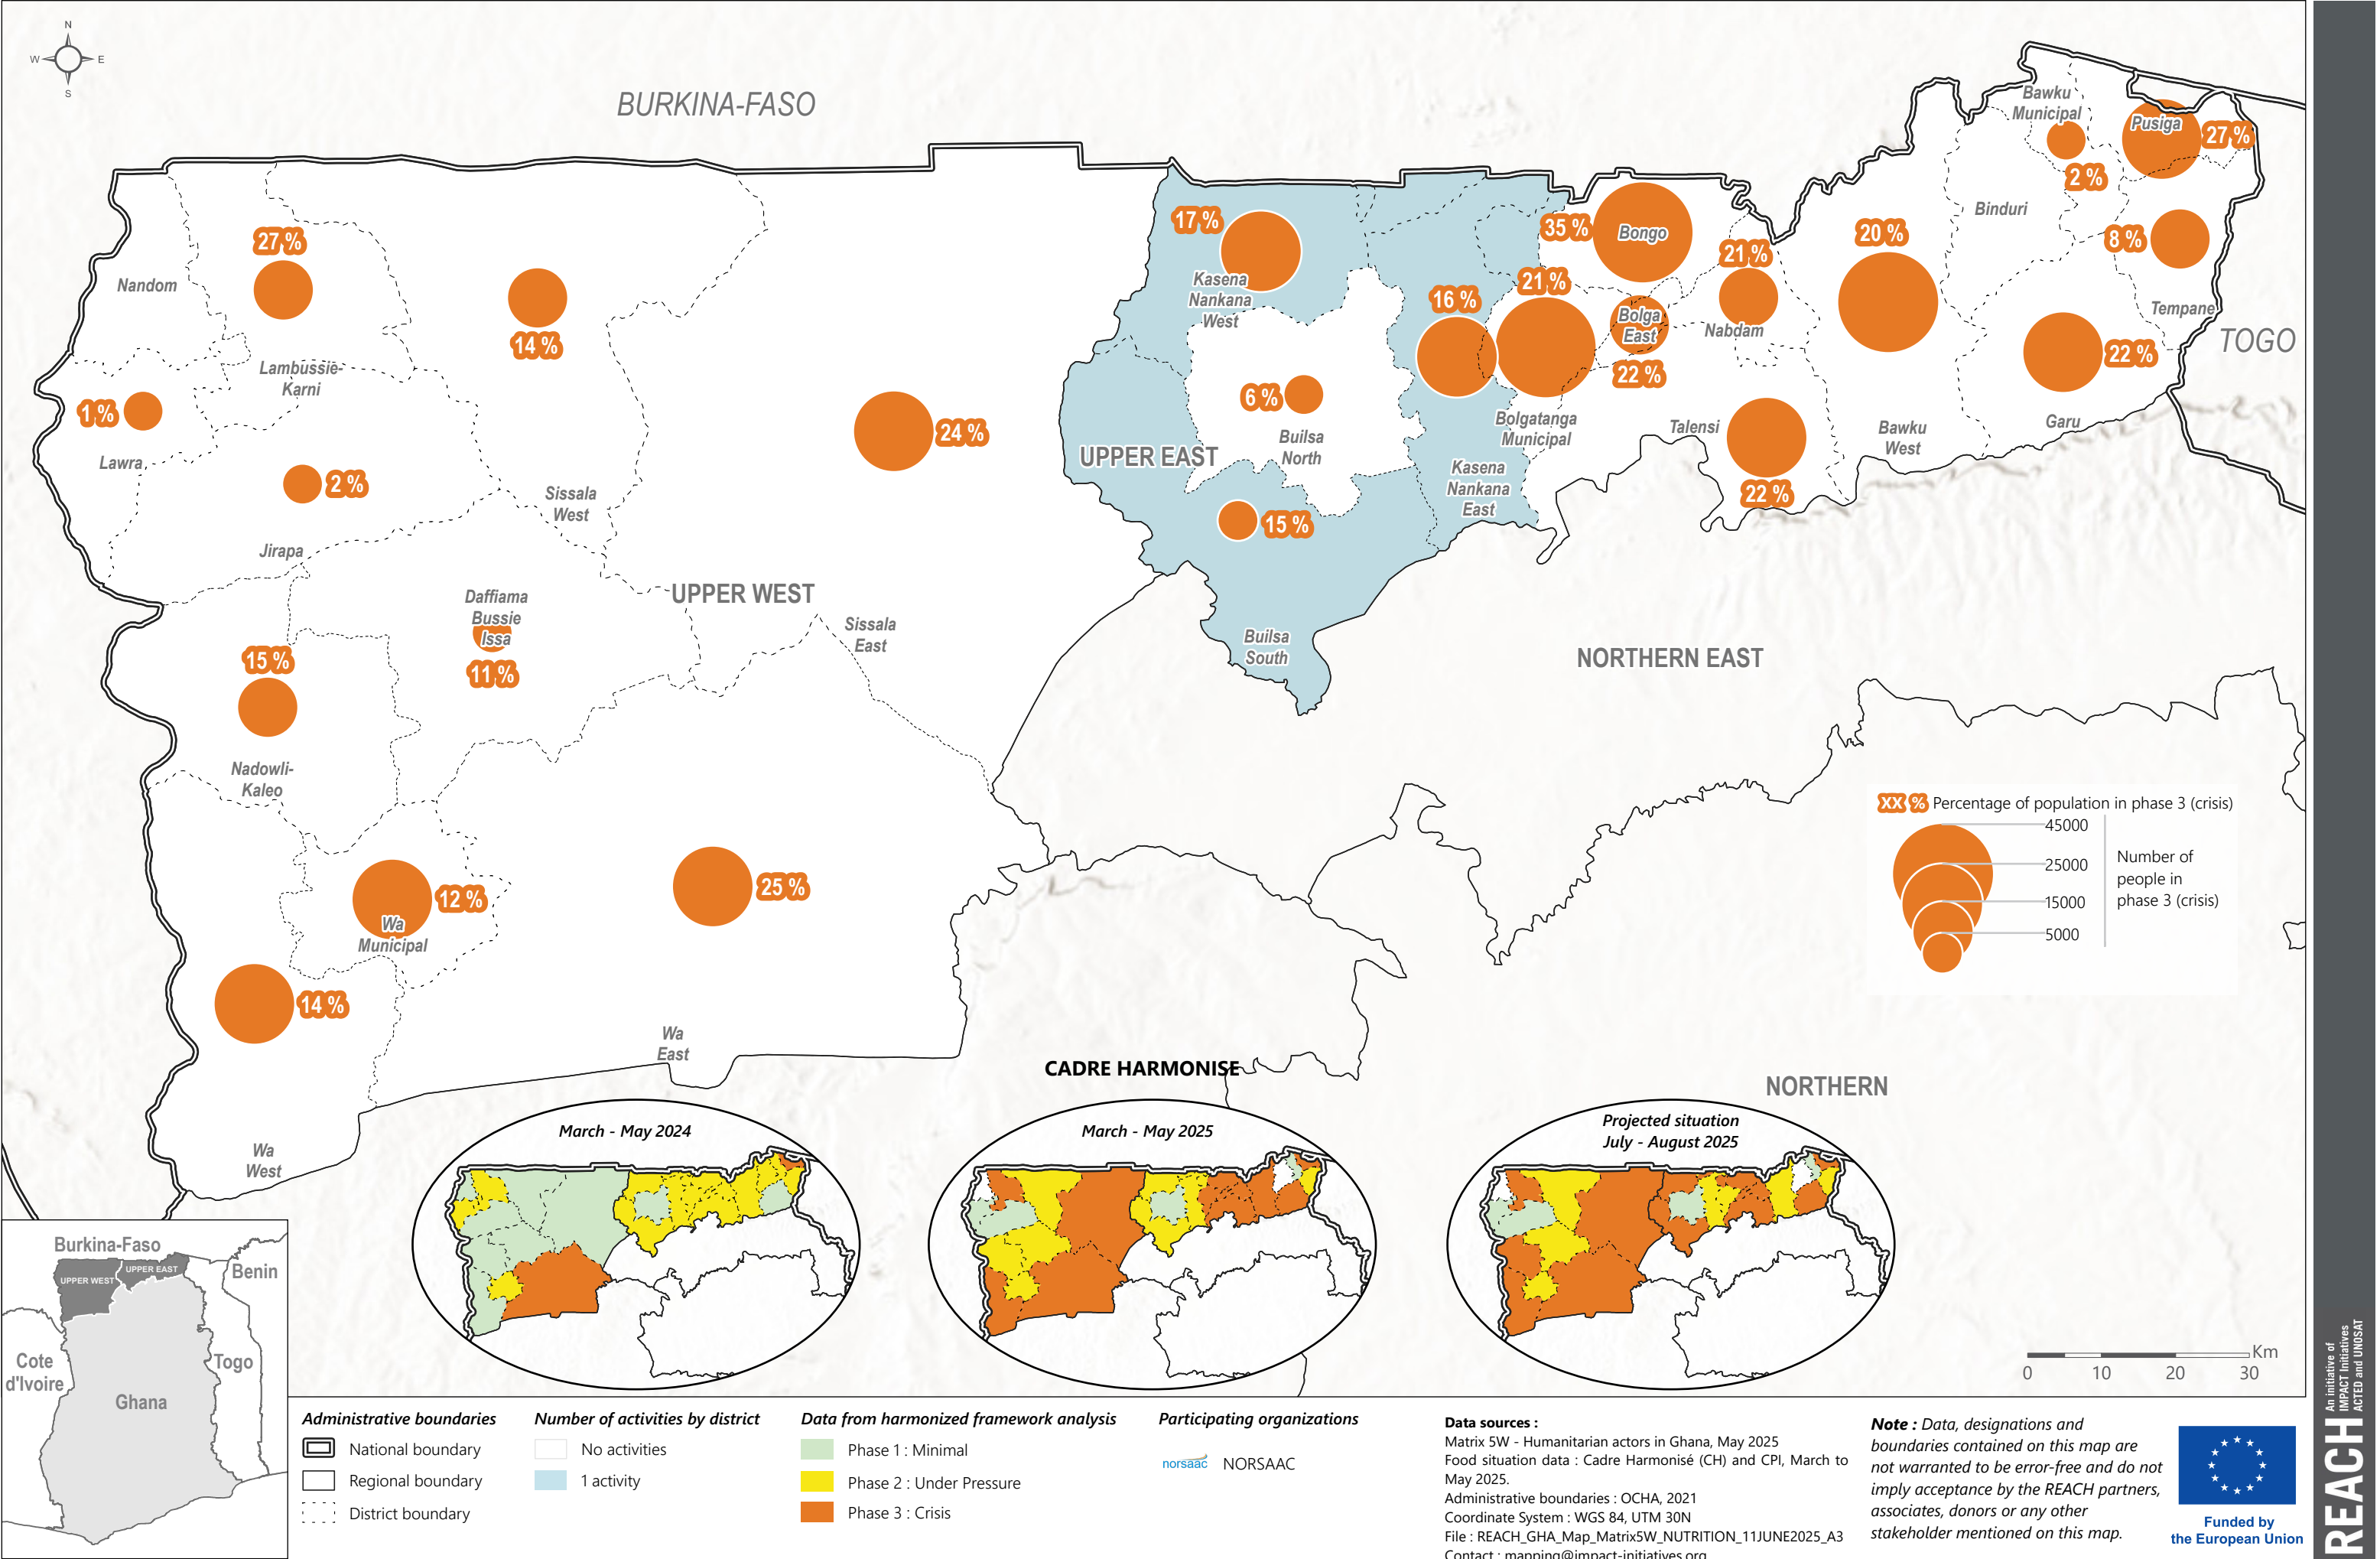 N
W
E
S
BURKINA-FASO
Bawku
Municipal
Pusiga
27 %
2 %
Binduri
17 %
35 %
Bongo
20 %
8 %
27 %
21 %
Nandom
Kasena
Nankana
West
16 %
21 %
Bolga
East
Nabdam
Tempane
TOGO
14 %
22 %
22 %
Lambussie-
Karni
6 %
1 %
24 %
Bolgatanga
Municipal
Talensi
Bawku
West
Garu
Lawra
UPPER EAST
Builsa
North
Kasena
Nankana
East
2 %
Sissala
West
22 %
15 %
Jirapa
Daffiama
Bussie
Issa
UPPER WEST
Sissala
East
Builsa
South
NORTHERN EAST
15 %
11 %
Nadowli-
Kaleo
XX % Percentage of population in phase 3 (crisis)
45000
25000
15000
5000
Number of
people in
phase 3 (crisis)
12 %
25 %
Wa
Municipal
14 %
Wa
East
Wa
West
CADRE HARMONISE
NORTHERN
March - May 2024
March - May 2025
Projected situation
July - August 2025
Km
0 10 20 30
Burkina-Faso
UPPER WEST
UPPER EAST
Benin
Cote
d'Ivoire
Togo
Ghana
Administrative boundaries
National boundary
Regional boundary
District boundary
Number of activities by district
No activities
1 activity
Data from harmonized framework analysis
Phase 1 : Minimal
Phase 2 : Under Pressure
Phase 3 : Crisis
Participating organizations
norsaac NORSAAC
Data sources :
Matrix 5W - Humanitarian actors in Ghana, May 2025
Food situation data : Cadre Harmonisé (CH) and CPI, March to
May 2025.
Administrative boundaries : OCHA, 2021
Coordinate System : WGS 84, UTM 30N
File : REACH_GHA_Map_Matrix5W_NUTRITION_11JUNE2025_A3
Contact : mapping@impact-initiatives.org
Note : Data, designations and
boundaries contained on this map are
not warranted to be error-free and do not
imply acceptance by the REACH partners,
associates, donors or any other
stakeholder mentioned on this map.
Funded by
the European Union
REACH
An initiative of
IMPACT Initiatives
ACTED and UNOSAT